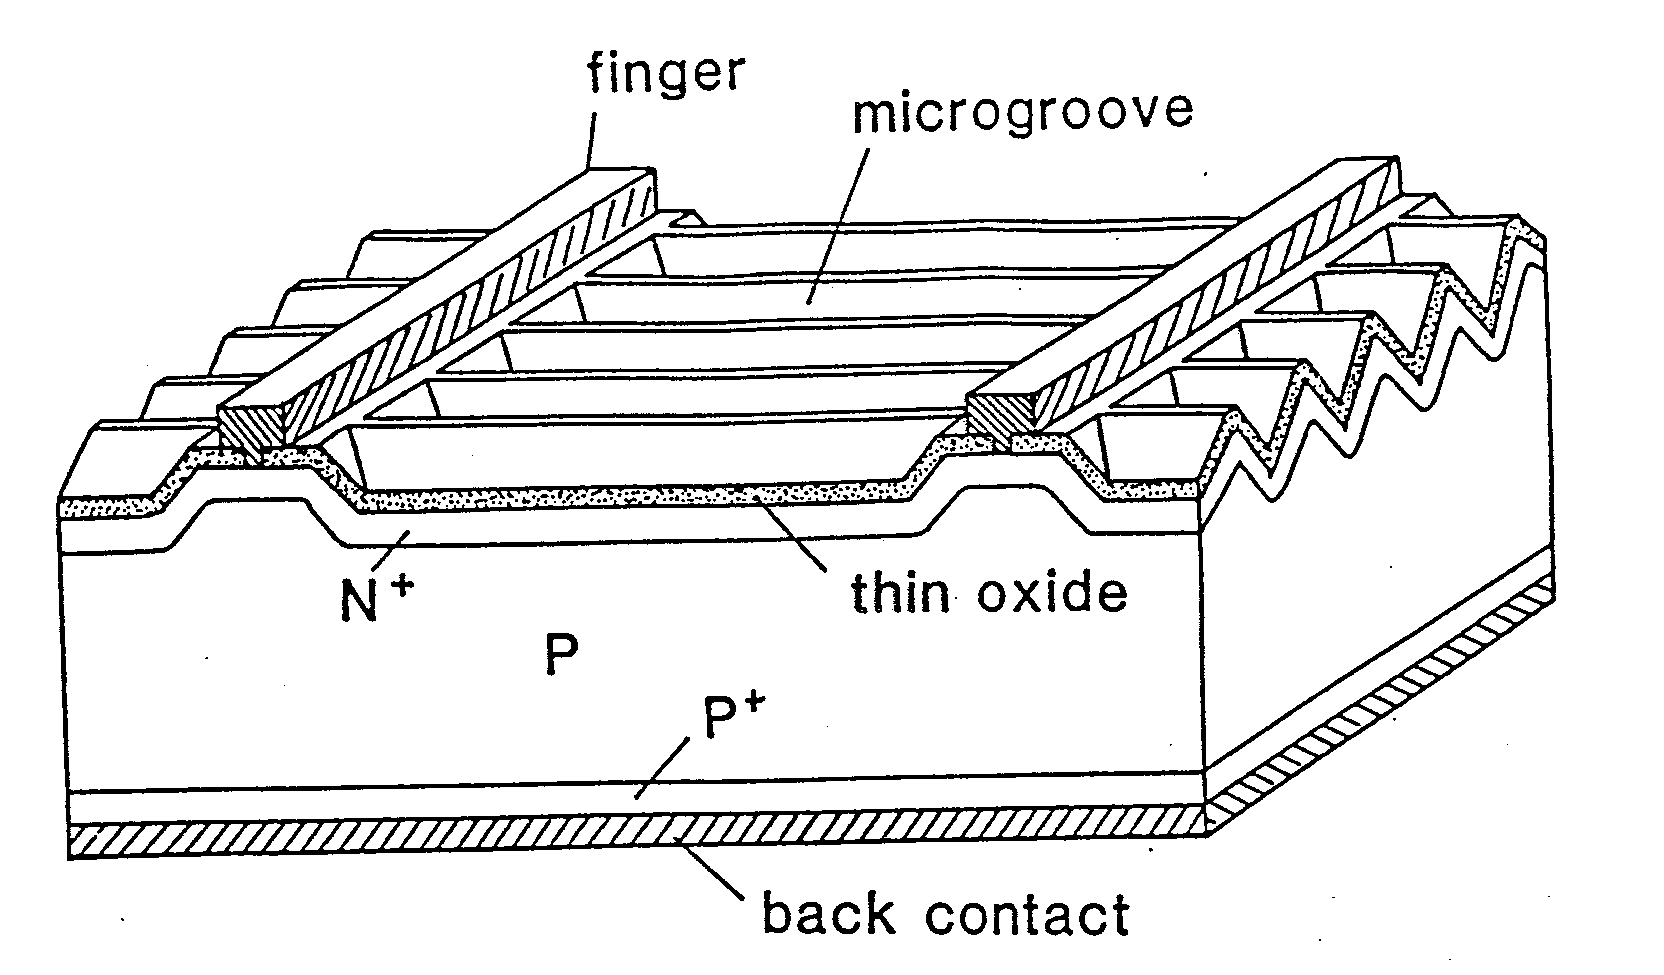 finger
microgroove
N+
thin oxide
P
P+
back contact